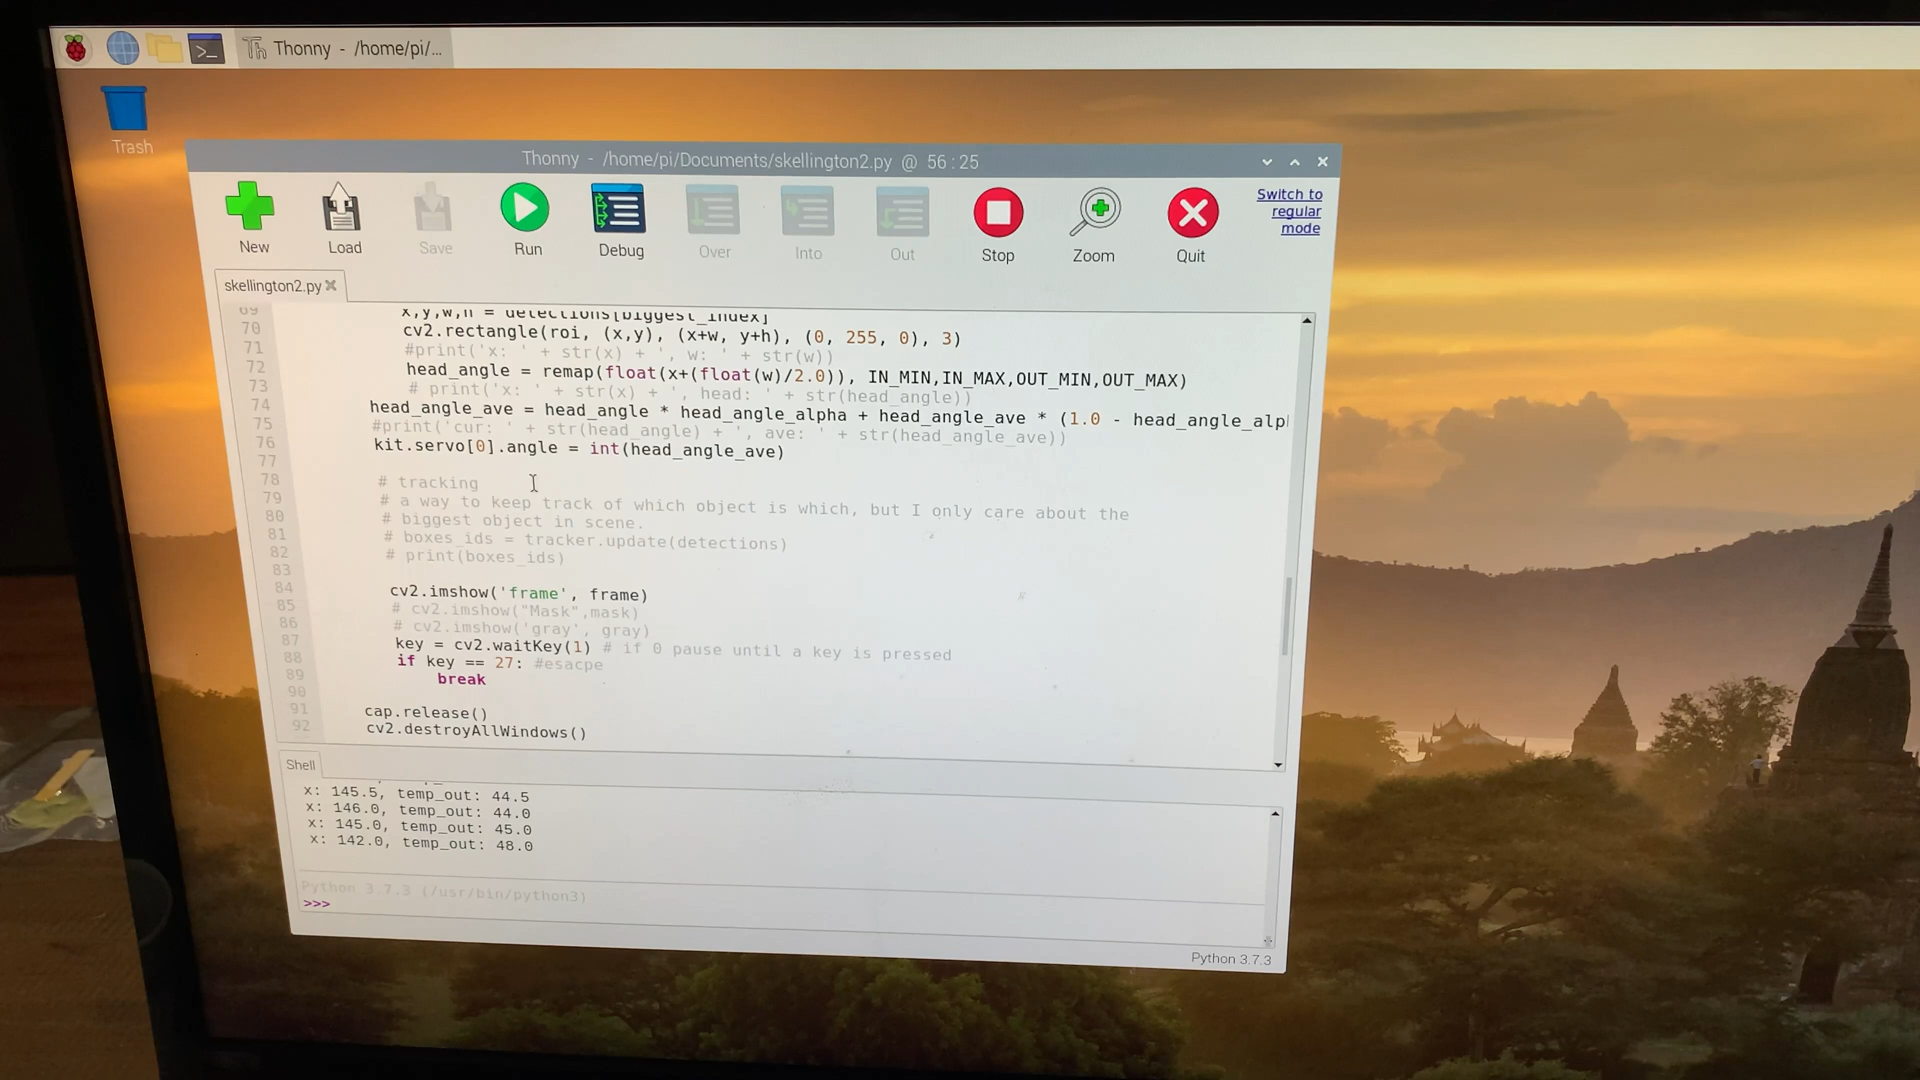 Thonny - /home/pi/...
Trash
Thonny - /home/pi/Documents/skellington2.py @ 56:25
New
Load
Save
Run
Debug
Over
Into
Out
Stop
Zoom
Quit
Switch to
regular
mode
skellington2.py
69 x,y,w,h = detections[biggest_index]
70 cv2.rectangle(roi, (x,y), (x+w, y+h), (0, 255, 0), 3)
71 #print('x: ' + str(x) + ', w: ' + str(w))
72 head_angle = remap(float(x+(float(w)/2.0)), IN_MIN,IN_MAX,OUT_MIN,OUT_MAX)
73 # print('x: ' + str(x) + ', head: ' + str(head_angle))
74 head_angle_ave = head_angle * head_angle_alpha + head_angle_ave * (1.0 - head_angle_alp
75 #print('cur: ' + str(head_angle) + ', ave: ' + str(head_angle_ave))
76 kit.servo[0].angle = int(head_angle_ave)
77
78 # tracking
79 # a way to keep track of which object is which, but I only care about the
80 # biggest object in scene.
81 # boxes_ids = tracker.update(detections)
82 # print(boxes_ids)
83
84 cv2.imshow('frame', frame)
85 # cv2.imshow("Mask",mask)
86 # cv2.imshow('gray', gray)
87 key = cv2.waitKey(1) # if 0 pause until a key is pressed
88 if key == 27: #esacpe
89 break
90
91 cap.release()
92 cv2.destroyAllWindows()
Shell
x: 145.5, temp_out: 44.5
x: 146.0, temp_out: 44.0
x: 145.0, temp_out: 45.0
x: 142.0, temp_out: 48.0
Python 3.7.3 (/usr/bin/python3)
>>>
Python 3.7.3